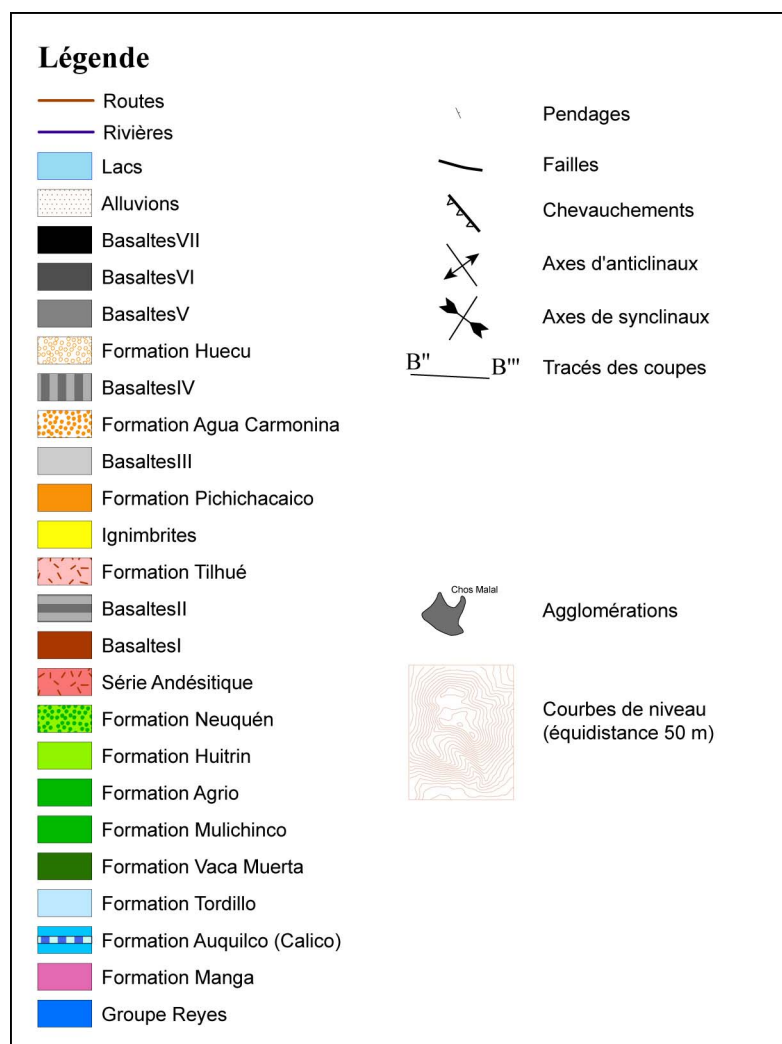 Légende
Routes
Rivières
Lacs
Alluvions
BasaltesVII
BasaltesVI
BasaltesV
Formation Huecu
BasaltesIV
Formation Agua Carmonina
BasaltesIII
Formation Pichichacaico
Ignimbrites
Formation Tilhué
BasaltesII
BasaltesI
Série Andésitique
Formation Neuquén
Formation Huitrin
Formation Agrio
Formation Mulichinco
Formation Vaca Muerta
Formation Tordillo
Formation Auquilco (Calico)
Formation Manga
Groupe Reyes
Pendages
Failles
Chevauchements
Axes d'anticlinaux
Axes de synclinaux
B" B"' Tracés des coupes
Chos Malal
Agglomérations
Courbes de niveau
(équidistance 50 m)